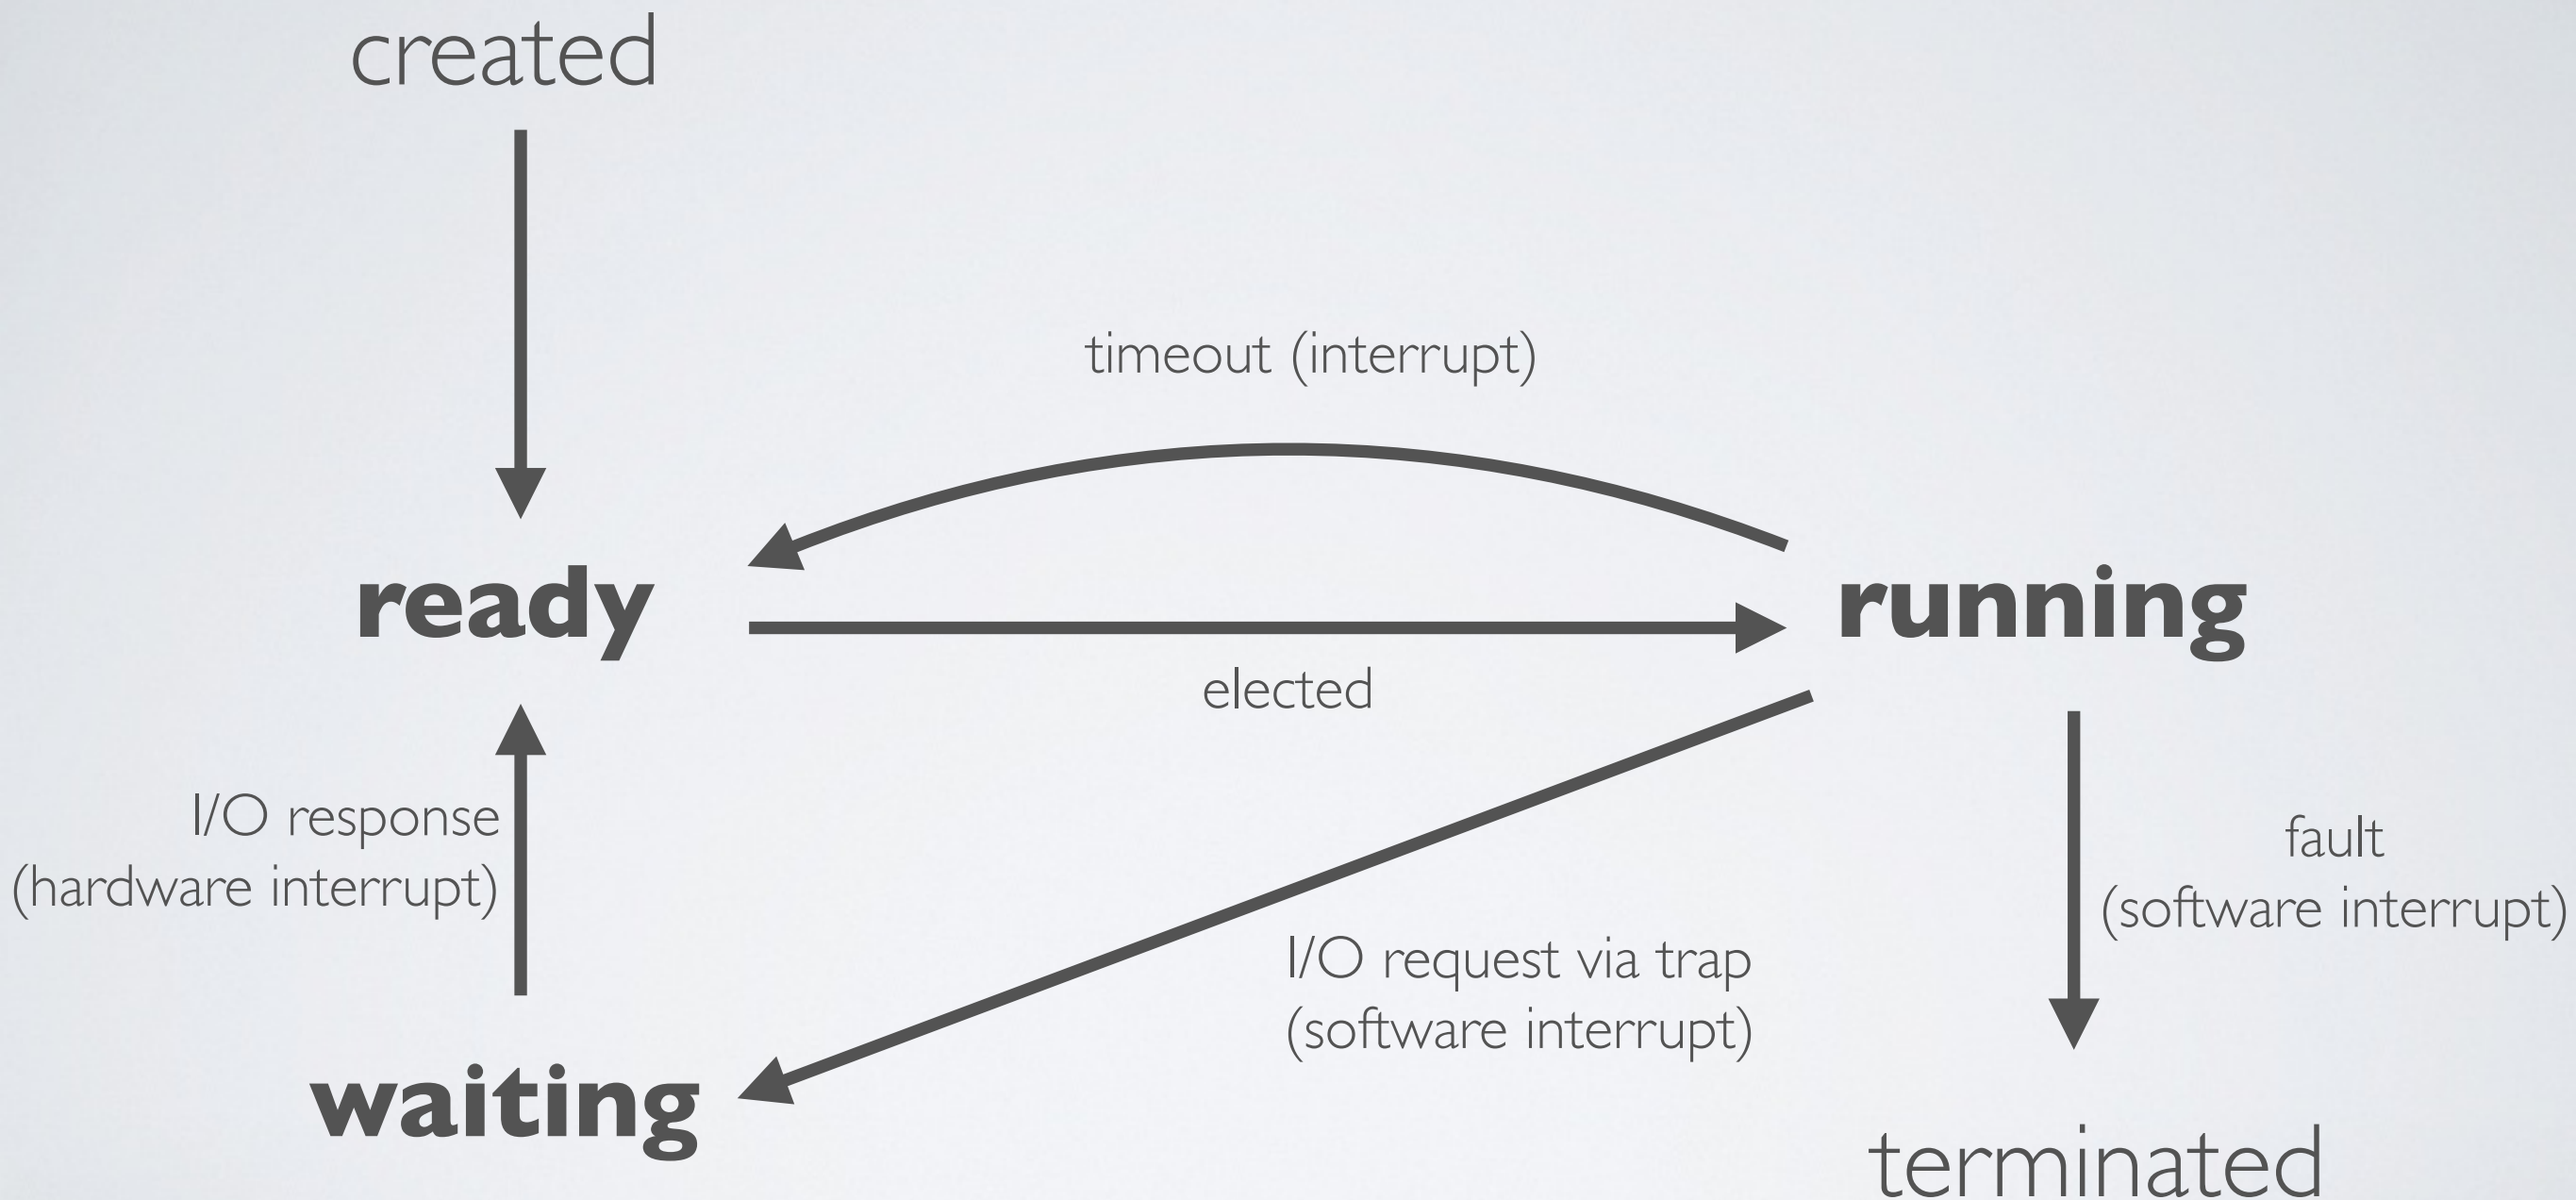 created
timeout (interrupt)
ready
running
elected
I/O response
(hardware interrupt)
fault
(software interrupt)
I/O request via trap
(software interrupt)
waiting
terminated